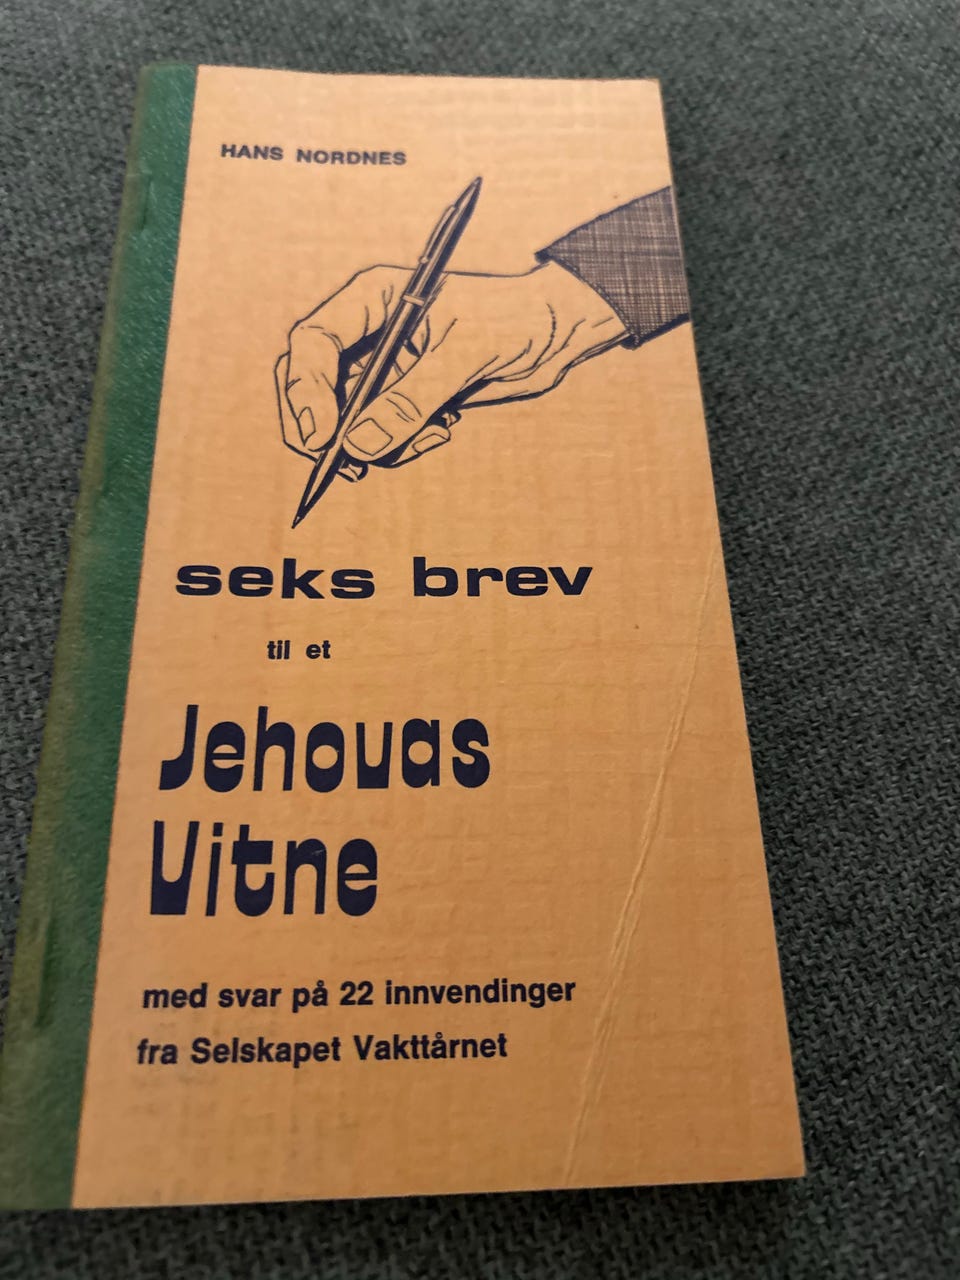 HANS NORDNES
seks brev
til et
Jehovas
Vitne
med svar på 22 innvendinger
fra Selskapet Vakttårnet